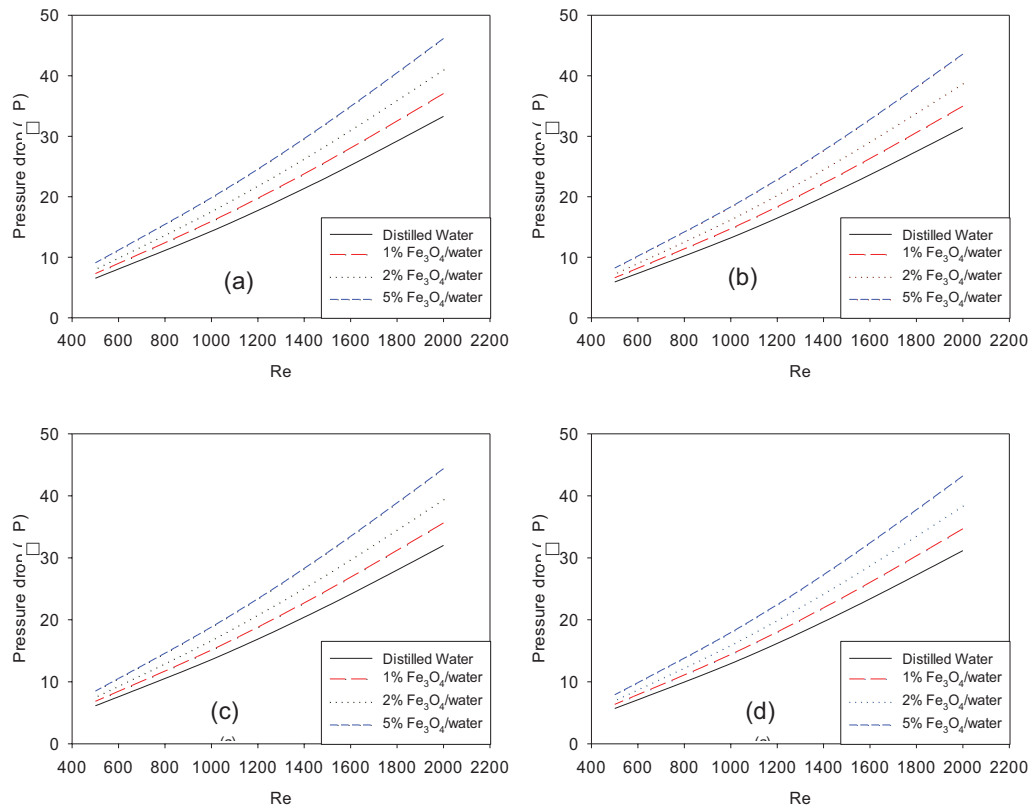 50
40
30
20
10
0
Pressure drop ( P)
Distilled Water
1% Fe3O4/water
2% Fe3O4/water
5% Fe3O4/water
(a)
400 600 800 1000 1200 1400 1600 1800 2000 2200
Re
50
40
30
20
10
0
Pressure drop ( P)
Distilled Water
1% Fe3O4/water
2% Fe3O4/water
5% Fe3O4/water
(b)
400 600 800 1000 1200 1400 1600 1800 2000 2200
Re
50
40
30
20
10
0
Pressure drop ( P)
Distilled Water
1% Fe3O4/water
2% Fe3O4/water
5% Fe3O4/water
(c)
400 600 800 1000 1200 1400 1600 1800 2000 2200
Re
50
40
30
20
10
0
Pressure drop ( P)
Distilled Water
1% Fe3O4/water
2% Fe3O4/water
5% Fe3O4/water
(d)
400 600 800 1000 1200 1400 1600 1800 2000 2200
Re